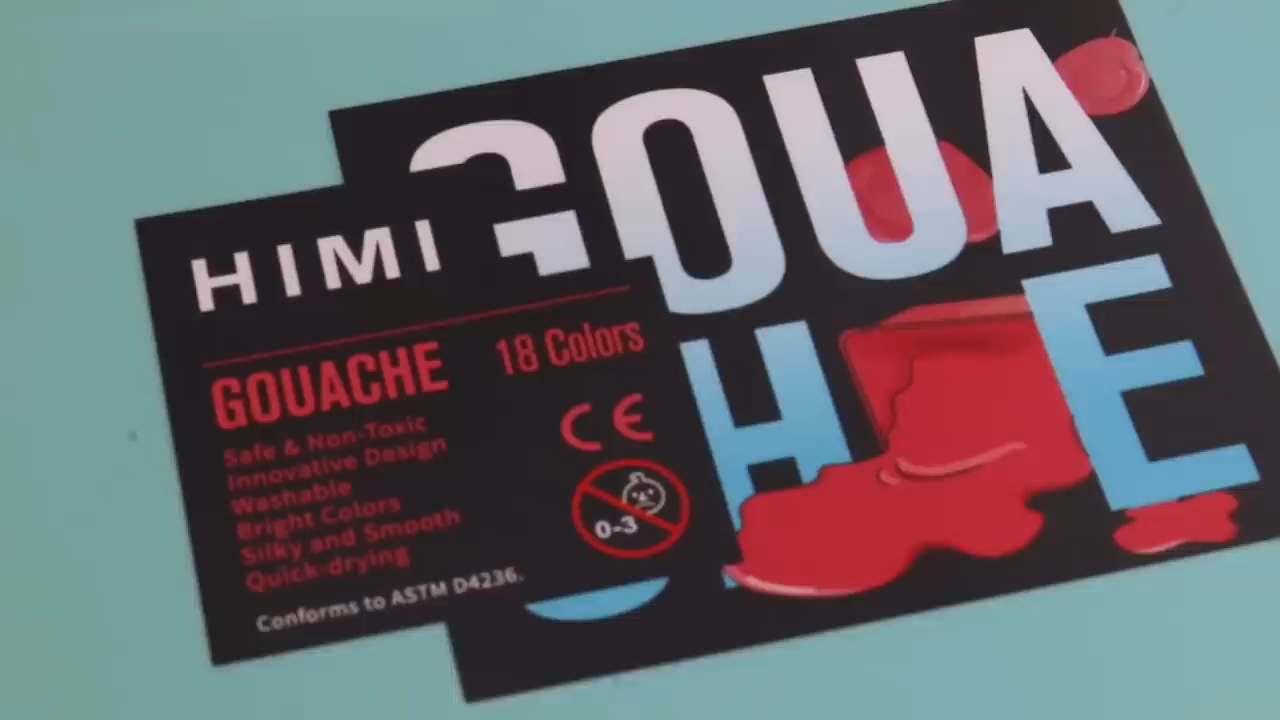 GOUA
CHE
HIMI
GOUACHE
18 Colors
Safe & Non-Toxic
Innovative Design
Washable
Bright Colors
Silky and Smooth
Quick-drying
CE
0-3
Conforms to ASTM D4236.